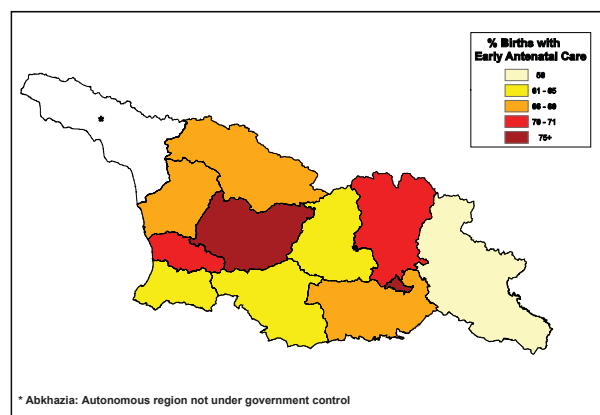 % Births with
Early Antenatal Care
59
61 - 65
66 - 69
70 - 71
75+
*
* Abkhazia: Autonomous region not under government control